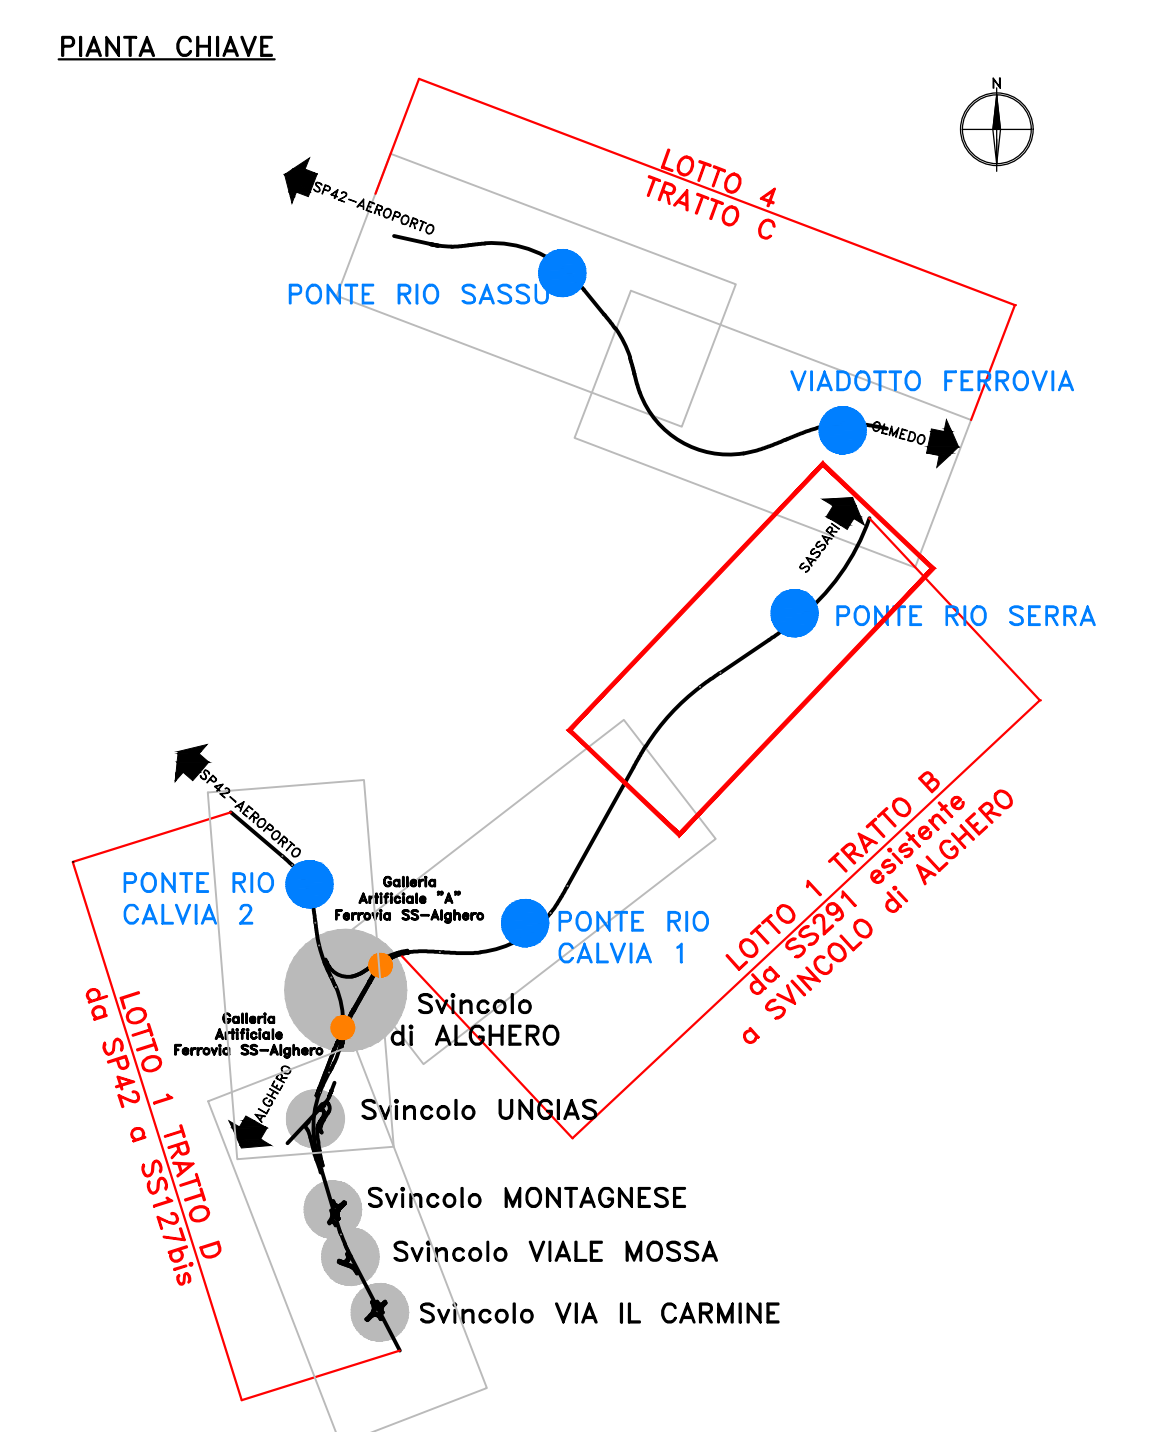 PIANTA CHIAVE
N
LOTTO 4
TRATTO C
SP42-AEROPORTO
PONTE RIO SASSU
VIADOTTO FERROVIA
OLMEDO
SASSARI
PONTE RIO SERRA
SP42-AEROPORTO
LOTTO 1 TRATTO B
da SS291 esistente
a SVINCOLO di ALGHERO
PONTE RIO
CALVIA 2
Galleria
Artificiale "A"
Ferrovia SS-Alghero
PONTE RIO
CALVIA 1
Svincolo
di ALGHERO
Galleria
Artificiale
Ferrovia SS-Alghero
LOTTO 1 TRATTO D
da SP42 a SS127bis
ALGHERO
Svincolo UNGIAS
Svincolo MONTAGNESE
Svincolo VIALE MOSSA
Svincolo VIA IL CARMINE